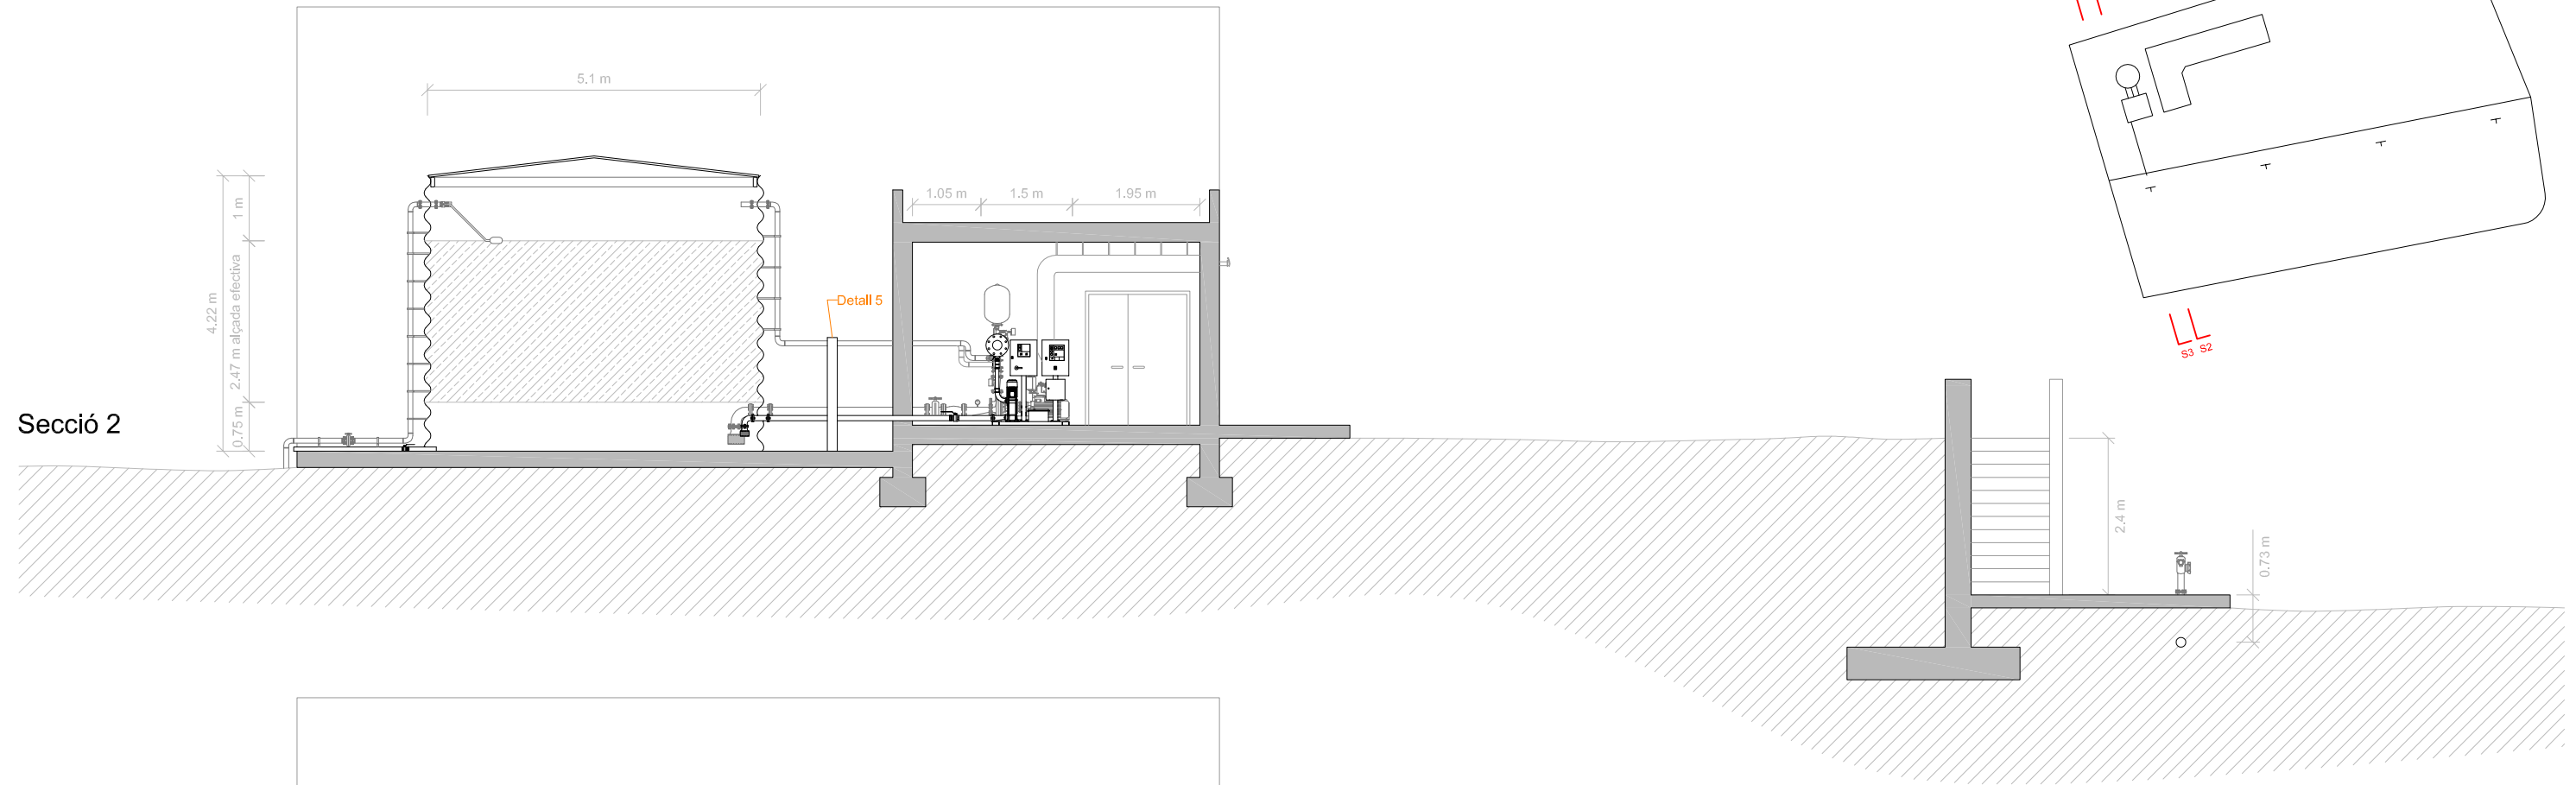 5.1 m
1.05 m
1.5 m
1.95 m
1 m
4.22 m
2.47 m alçada efectiva
0.75 m
Detall 5
Secció 2
S3
S2
2.4 m
0.73 m